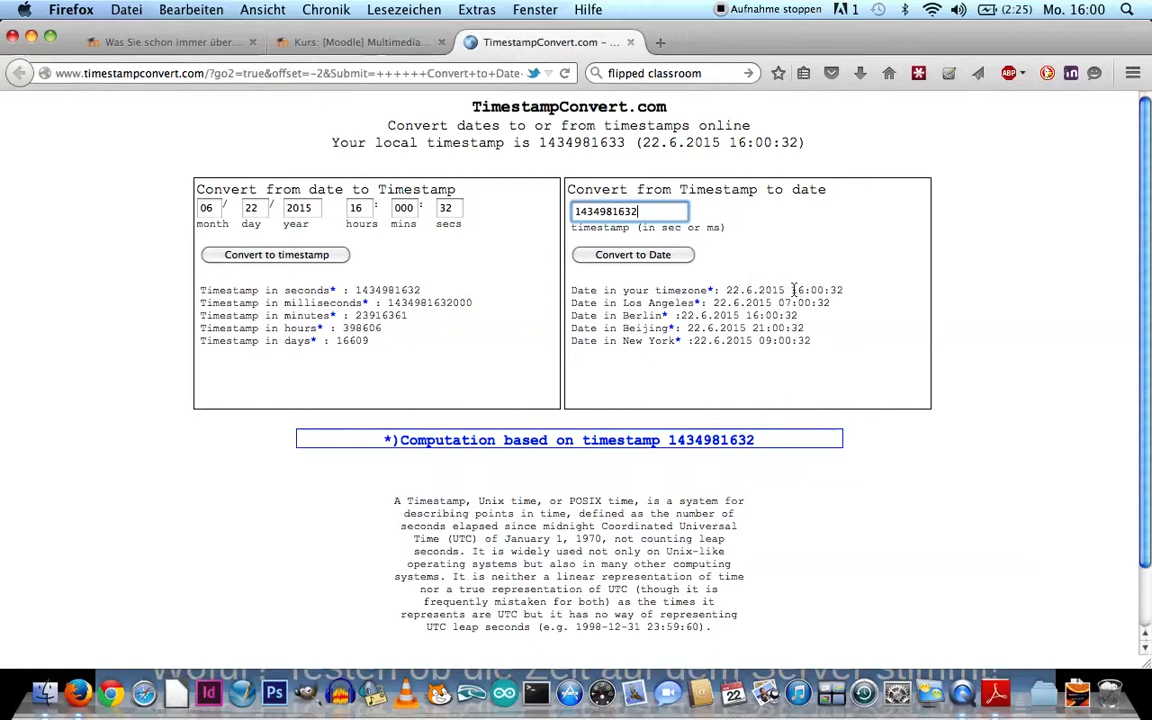 Firefox Datei Bearbeiten Ansicht Chronik Lesezeichen Extras Fenster Hilfe Aufnahme stoppen 1 (2:25) Mo. 16:00
Was Sie schon immer über... Kurs: [Moodle] Multimedia... TimestampConvert.com – ...
www.timestampconvert.com/?go2=true&offset=-2&Submit=++++++Convert+to+Date- flipped classroom ABP
TimestampConvert.com
Convert dates to or from timestamps online
Your local timestamp is 1434981633 (22.6.2015 16:00:32)
Convert from date to Timestamp
06 / 22 / 2015 16 : 000 : 32
month day year hours mins secs
Convert to timestamp
Timestamp in seconds* : 1434981632
Timestamp in milliseconds* : 1434981632000
Timestamp in minutes* : 23916361
Timestamp in hours* : 398606
Timestamp in days* : 16609
Convert from Timestamp to date
1434981632
timestamp (in sec or ms)
Convert to Date
Date in your timezone*: 22.6.2015 16:00:32
Date in Los Angeles*: 22.6.2015 07:00:32
Date in Berlin* :22.6.2015 16:00:32
Date in Beijing*: 22.6.2015 21:00:32
Date in New York* :22.6.2015 09:00:32
*)Computation based on timestamp 1434981632
A Timestamp, Unix time, or POSIX time, is a system for
describing points in time, defined as the number of
seconds elapsed since midnight Coordinated Universal
Time (UTC) of January 1, 1970, not counting leap
seconds. It is widely used not only on Unix-like
operating systems but also in many other computing
systems. It is neither a linear representation of time
nor a true representation of UTC (though it is
frequently mistaken for both) as the times it
represents are UTC but it has no way of representing
UTC leap seconds (e.g. 1998-12-31 23:59:60).
Id Ps 22